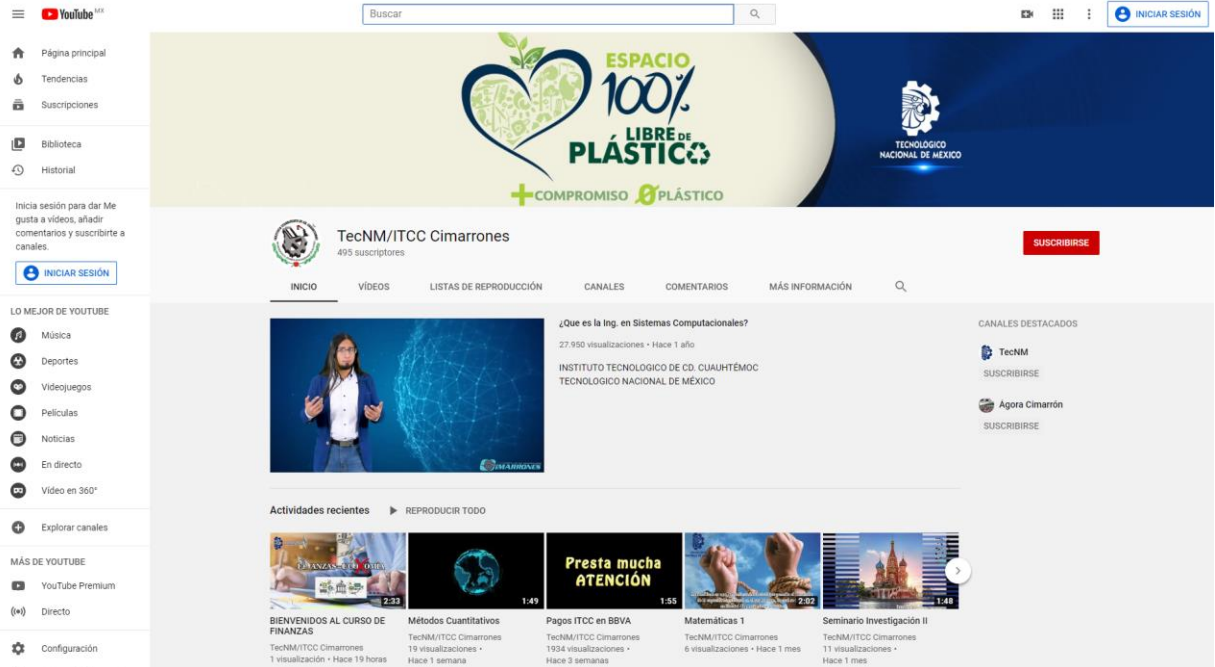 YouTube MX
Buscar
INICIAR SESIÓN
Página principal
Tendencias
Suscripciones
Biblioteca
Historial
Inicia sesión para dar Me
gusta a vídeos, añadir
comentarios y suscribirte a
canales.
INICIAR SESIÓN
LO MEJOR DE YOUTUBE
Música
Deportes
Videojuegos
Películas
Noticias
En directo
Vídeo en 360°
Explorar canales
MÁS DE YOUTUBE
YouTube Premium
Directo
Configuración
ESPACIO
100%
LIBRE DE
PLÁSTICO
+COMPROMISO 0 PLÁSTICO
TECNOLÓGICO
NACIONAL DE MÉXICO
TecNM/ITCC Cimarrones
495 suscriptores
SUSCRIBIRSE
INICIO VÍDEOS LISTAS DE REPRODUCCIÓN CANALES COMENTARIOS MÁS INFORMACIÓN
CIMARRONES
¿Que es la Ing. en Sistemas Computacionales?
27.950 visualizaciones • Hace 1 año
INSTITUTO TECNOLOGICO DE CD. CUAUHTÉMOC
TECNOLOGICO NACIONAL DE MÉXICO
CANALES DESTACADOS
TecNM
SUSCRIBIRSE
Ágora Cimarrón
SUSCRIBIRSE
Actividades recientes REPRODUCIR TODO
2:33
BIENVENIDOS AL CURSO DE
FINANZAS
TecNM/ITCC Cimarrones
1 visualización • Hace 19 horas
1:49
Métodos Cuantitativos
TecNM/ITCC Cimarrones
19 visualizaciones •
Hace 1 semana
Presta mucha
ATENCIÓN
1:55
Pagos ITCC en BBVA
TecNM/ITCC Cimarrones
1934 visualizaciones •
Hace 3 semanas
2:02
Matemáticas 1
TecNM/ITCC Cimarrones
6 visualizaciones • Hace 1 mes
1:48
Seminario Investigación II
TecNM/ITCC Cimarrones
11 visualizaciones •
Hace 1 mes